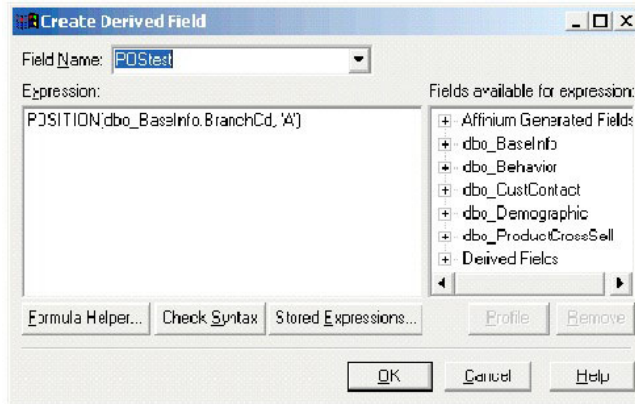 Create Derived Field
Field Name: POStest
Expression:
Fields available for expression:
POSITION(dbo_BaseInfo.BranchCd, 'A')
Affinium Generated Fields
dbo_BaseInfo
dbo_Behavior
dbo_CustContact
dbo_Demographic
dbo_ProductCrossSell
Derived Fields
Formula Helper...
Check Syntax
Stored Expressions...
Profile
Remove
OK
Cancel
Help